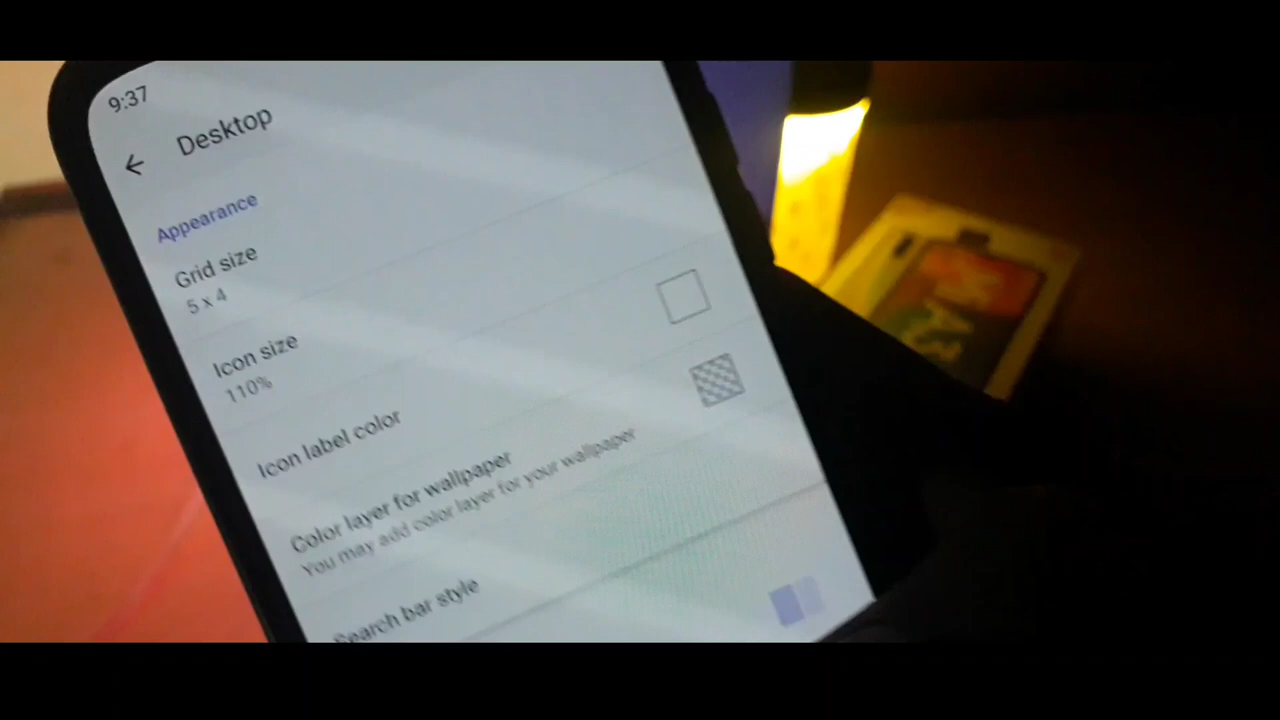 9:37
Desktop
Appearance
Grid size
5 x 4
Icon size
110%
Icon label color
Color layer for wallpaper
You may add color layer for your wallpaper
Search bar style